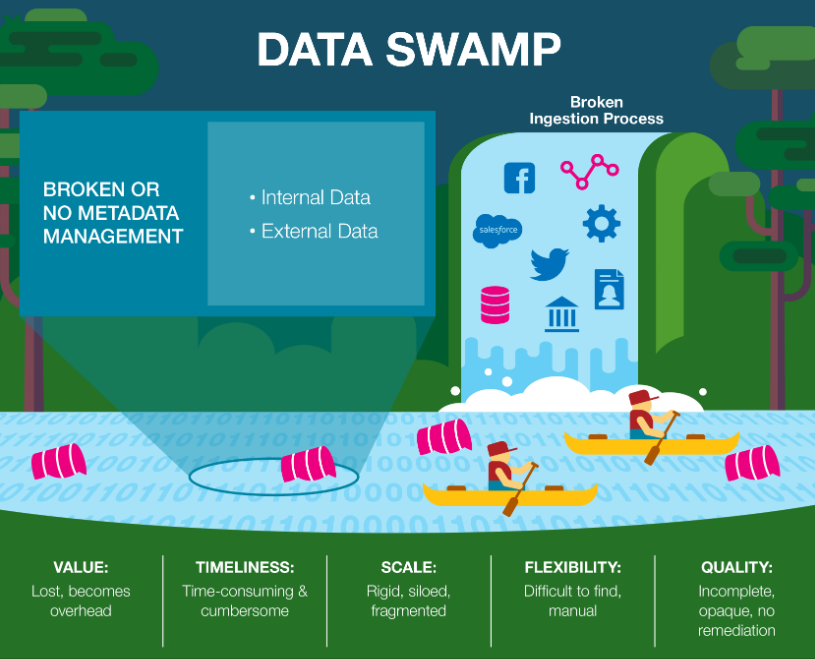 DATA SWAMP
Broken
Ingestion Process
BROKEN OR
NO METADATA
MANAGEMENT
• Internal Data
• External Data
salesforce
VALUE:
Lost, becomes
overhead
TIMELINESS:
Time-consuming &
cumbersome
SCALE:
Rigid, siloed,
fragmented
FLEXIBILITY:
Difficult to find,
manual
QUALITY:
Incomplete,
opaque, no
remediation